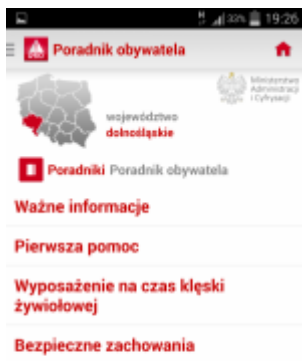 H 33% 19:26
Poradnik obywatela
Ministerstwo
Administracji
i Cyfryzacji
województwo
dolnośląskie
Poradniki Poradnik obywatela
Ważne informacje
Pierwsza pomoc
Wyposażenie na czas klęski
żywiołowej
Bezpieczne zachowania